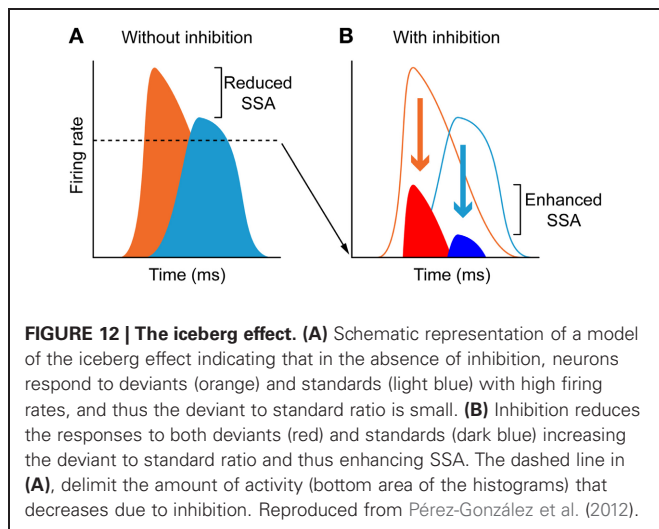 A Without inhibition
B With inhibition
Reduced
SSA
Firing rate
Time (ms)
Enhanced
SSA
Time (ms)
FIGURE 12 | The iceberg effect. (A) Schematic representation of a model
of the iceberg effect indicating that in the absence of inhibition, neurons
respond to deviants (orange) and standards (light blue) with high firing
rates, and thus the deviant to standard ratio is small. (B) Inhibition reduces
the responses to both deviants (red) and standards (dark blue) increasing
the deviant to standard ratio and thus enhancing SSA. The dashed line in
(A), delimit the amount of activity (bottom area of the histograms) that
decreases due to inhibition. Reproduced from Pérez-González et al. (2012).